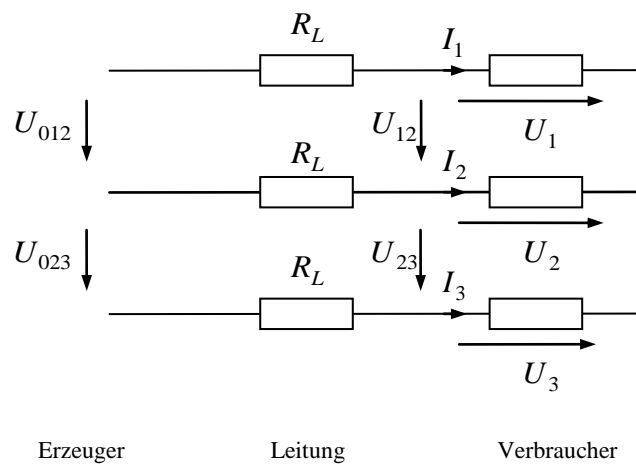 R_L I_1
U_012 U_12 U_1
R_L I_2
U_023 U_23 U_2
R_L I_3
U_3
Erzeuger Leitung Verbraucher